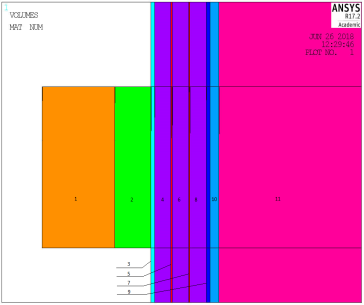 1
VOLUMES
MAT NUM
ANSYS
R17.2
Academic
JUN 26 2018
12:29:46
PLOT NO. 1
1 2 4 6 8 10 11
3
5
7
9